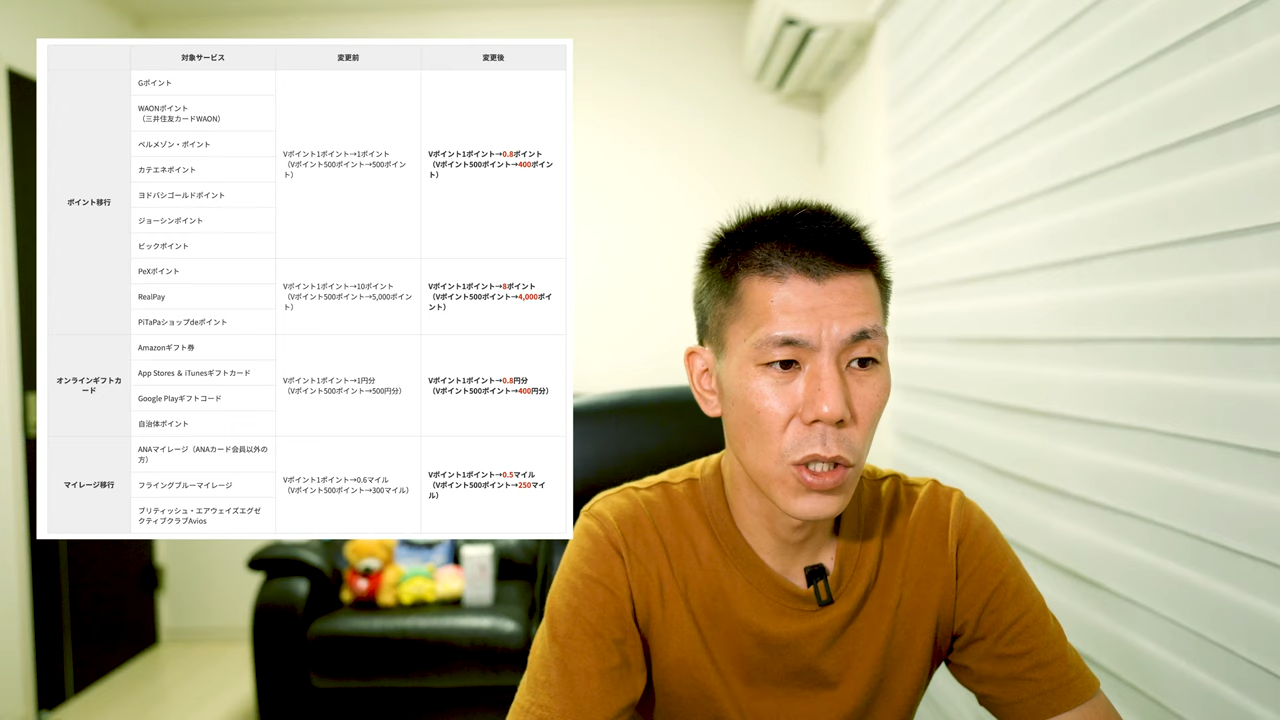 対象サービス
変更前
変更後
ポイント移行
Gポイント
WAONポイント
（三井住友カードWAON）
ベルメゾン・ポイント
カテエネポイント
ヨドバシゴールドポイント
ジョーシンポイント
ビックポイント
Vポイント1ポイント→1ポイント
（Vポイント500ポイント→500ポイン
ト）
Vポイント1ポイント→0.8ポイント
（Vポイント500ポイント→400ポイン
ト）
PeXポイント
RealPay
PiTaPaショップdeポイント
Vポイント1ポイント→10ポイント
（Vポイント500ポイント→5,000ポイン
ト）
Vポイント1ポイント→8ポイント
（Vポイント500ポイント→4,000ポイ
ント）
オンラインギフトカ
ード
Amazonギフト券
App Stores & iTunesギフトカード
Google Playギフトコード
自治体ポイント
Vポイント1ポイント→1円分
（Vポイント500ポイント→500円分）
Vポイント1ポイント→0.8円分
（Vポイント500ポイント→400円分）
マイレージ移行
ANAマイレージ（ANAカード会員以外の
方）
フライングブルーマイレージ
ブリティッシュ・エアウェイズエグゼ
クティブクラブAvios
Vポイント1ポイント→0.6マイル
（Vポイント500ポイント→300マイル）
Vポイント1ポイント→0.5マイル
（Vポイント500ポイント→250マイ
ル）